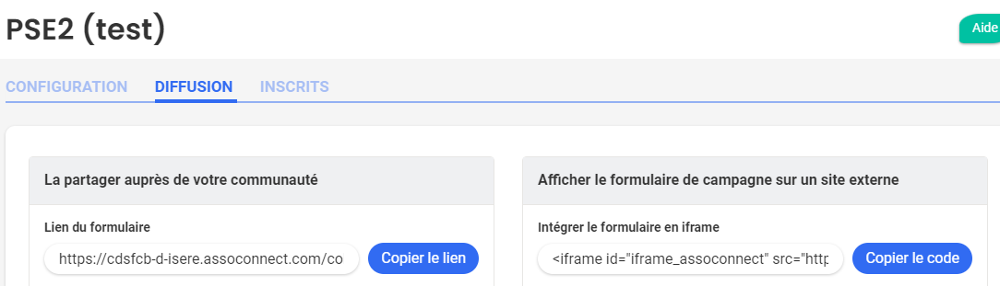 PSE2 (test)
Aide
CONFIGURATION DIFFUSION INSCRITS
La partager auprès de votre communauté
Lien du formulaire
https://cdsfcb-d-isere.assoconnect.com/co
Copier le lien
Afficher le formulaire de campagne sur un site externe
Intégrer le formulaire en iframe
<iframe id="iframe_assoconnect" src="http
Copier le code